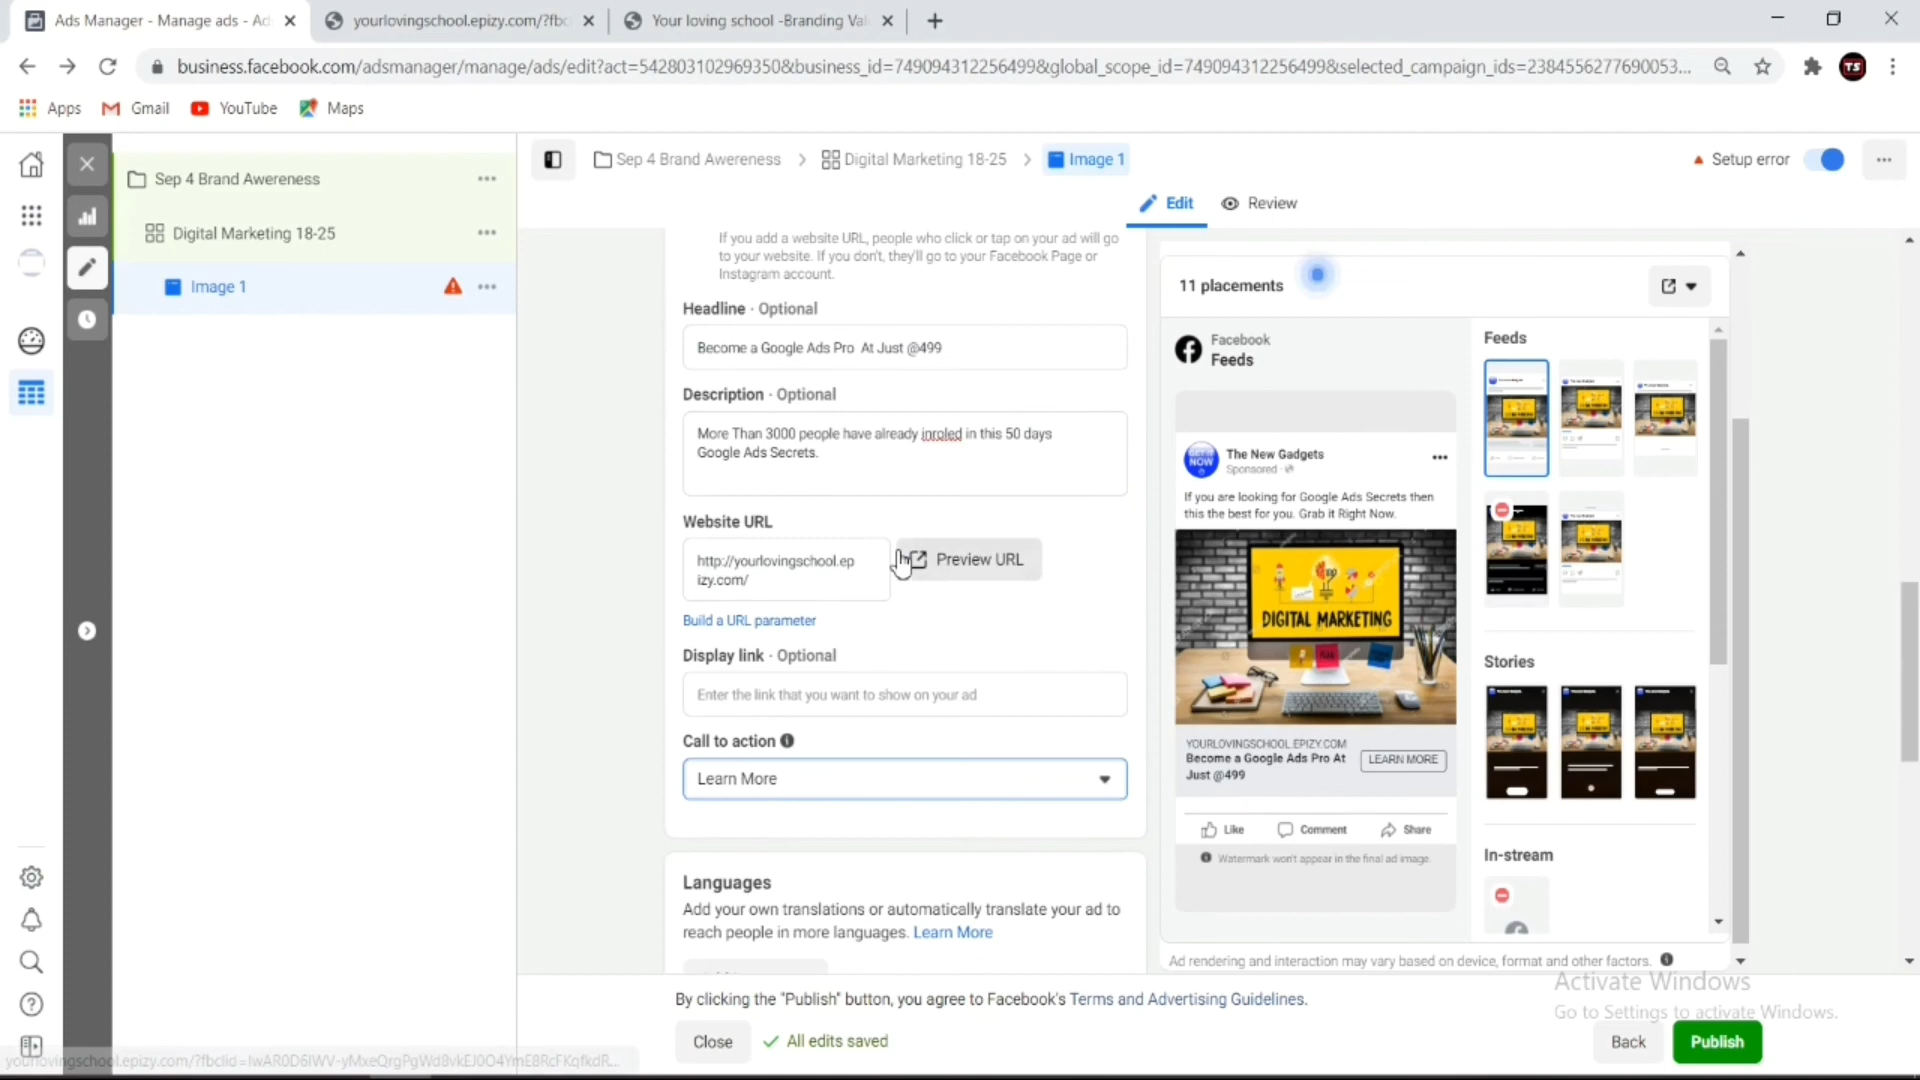 Ads Manager - Manage ads - Ad
yourlovingschool.epizy.com/?fbc
Your loving school -Branding Val
business.facebook.com/adsmanager/manage/ads/edit?act=542803102969350&business_id=749094312256499&global_scope_id=749094312256499&selected_campaign_ids=2384556277690053...
TS
Apps
Gmail
YouTube
Maps
Sep 4 Brand Awereness
Digital Marketing 18-25
Image 1
Sep 4 Brand Awereness
Digital Marketing 18-25
Image 1
Setup error
Edit
Review
If you add a website URL, people who click or tap on your ad will go
to your website. If you don't, they'll go to your Facebook Page or
Instagram account.
Headline · Optional
Become a Google Ads Pro At Just @499
Description · Optional
More Than 3000 people have already inroled in this 50 days
Google Ads Secrets.
Website URL
http://yourlovingschool.ep
izy.com/
Preview URL
Build a URL parameter
Display link · Optional
Enter the link that you want to show on your ad
Call to action
Learn More
Languages
Add your own translations or automatically translate your ad to
reach people in more languages. Learn More
11 placements
Facebook
Feeds
NOW
The New Gadgets
Sponsored ·
If you are looking for Google Ads Secrets then
this the best for you. Grab it Right Now.
DIGITAL MARKETING
YOURLOVINGSCHOOL.EPIZY.COM
Become a Google Ads Pro At
Just @499
LEARN MORE
Like
Comment
Share
Watermark won't appear in the final ad image.
Feeds
Stories
In-stream
Ad rendering and interaction may vary based on device, format and other factors.
By clicking the "Publish" button, you agree to Facebook's Terms and Advertising Guidelines.
Close
All edits saved
Activate Windows
Go to Settings to activate Windows.
Back
Publish